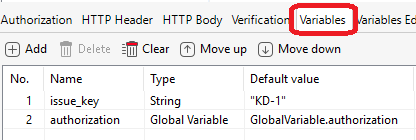 Authorization HTTP Header HTTP Body Verification Variables Variables Ed
Add Delete Clear Move up Move down
No. Name Type Default value
1 issue_key String "KD-1"
2 authorization Global Variable GlobalVariable.authorization